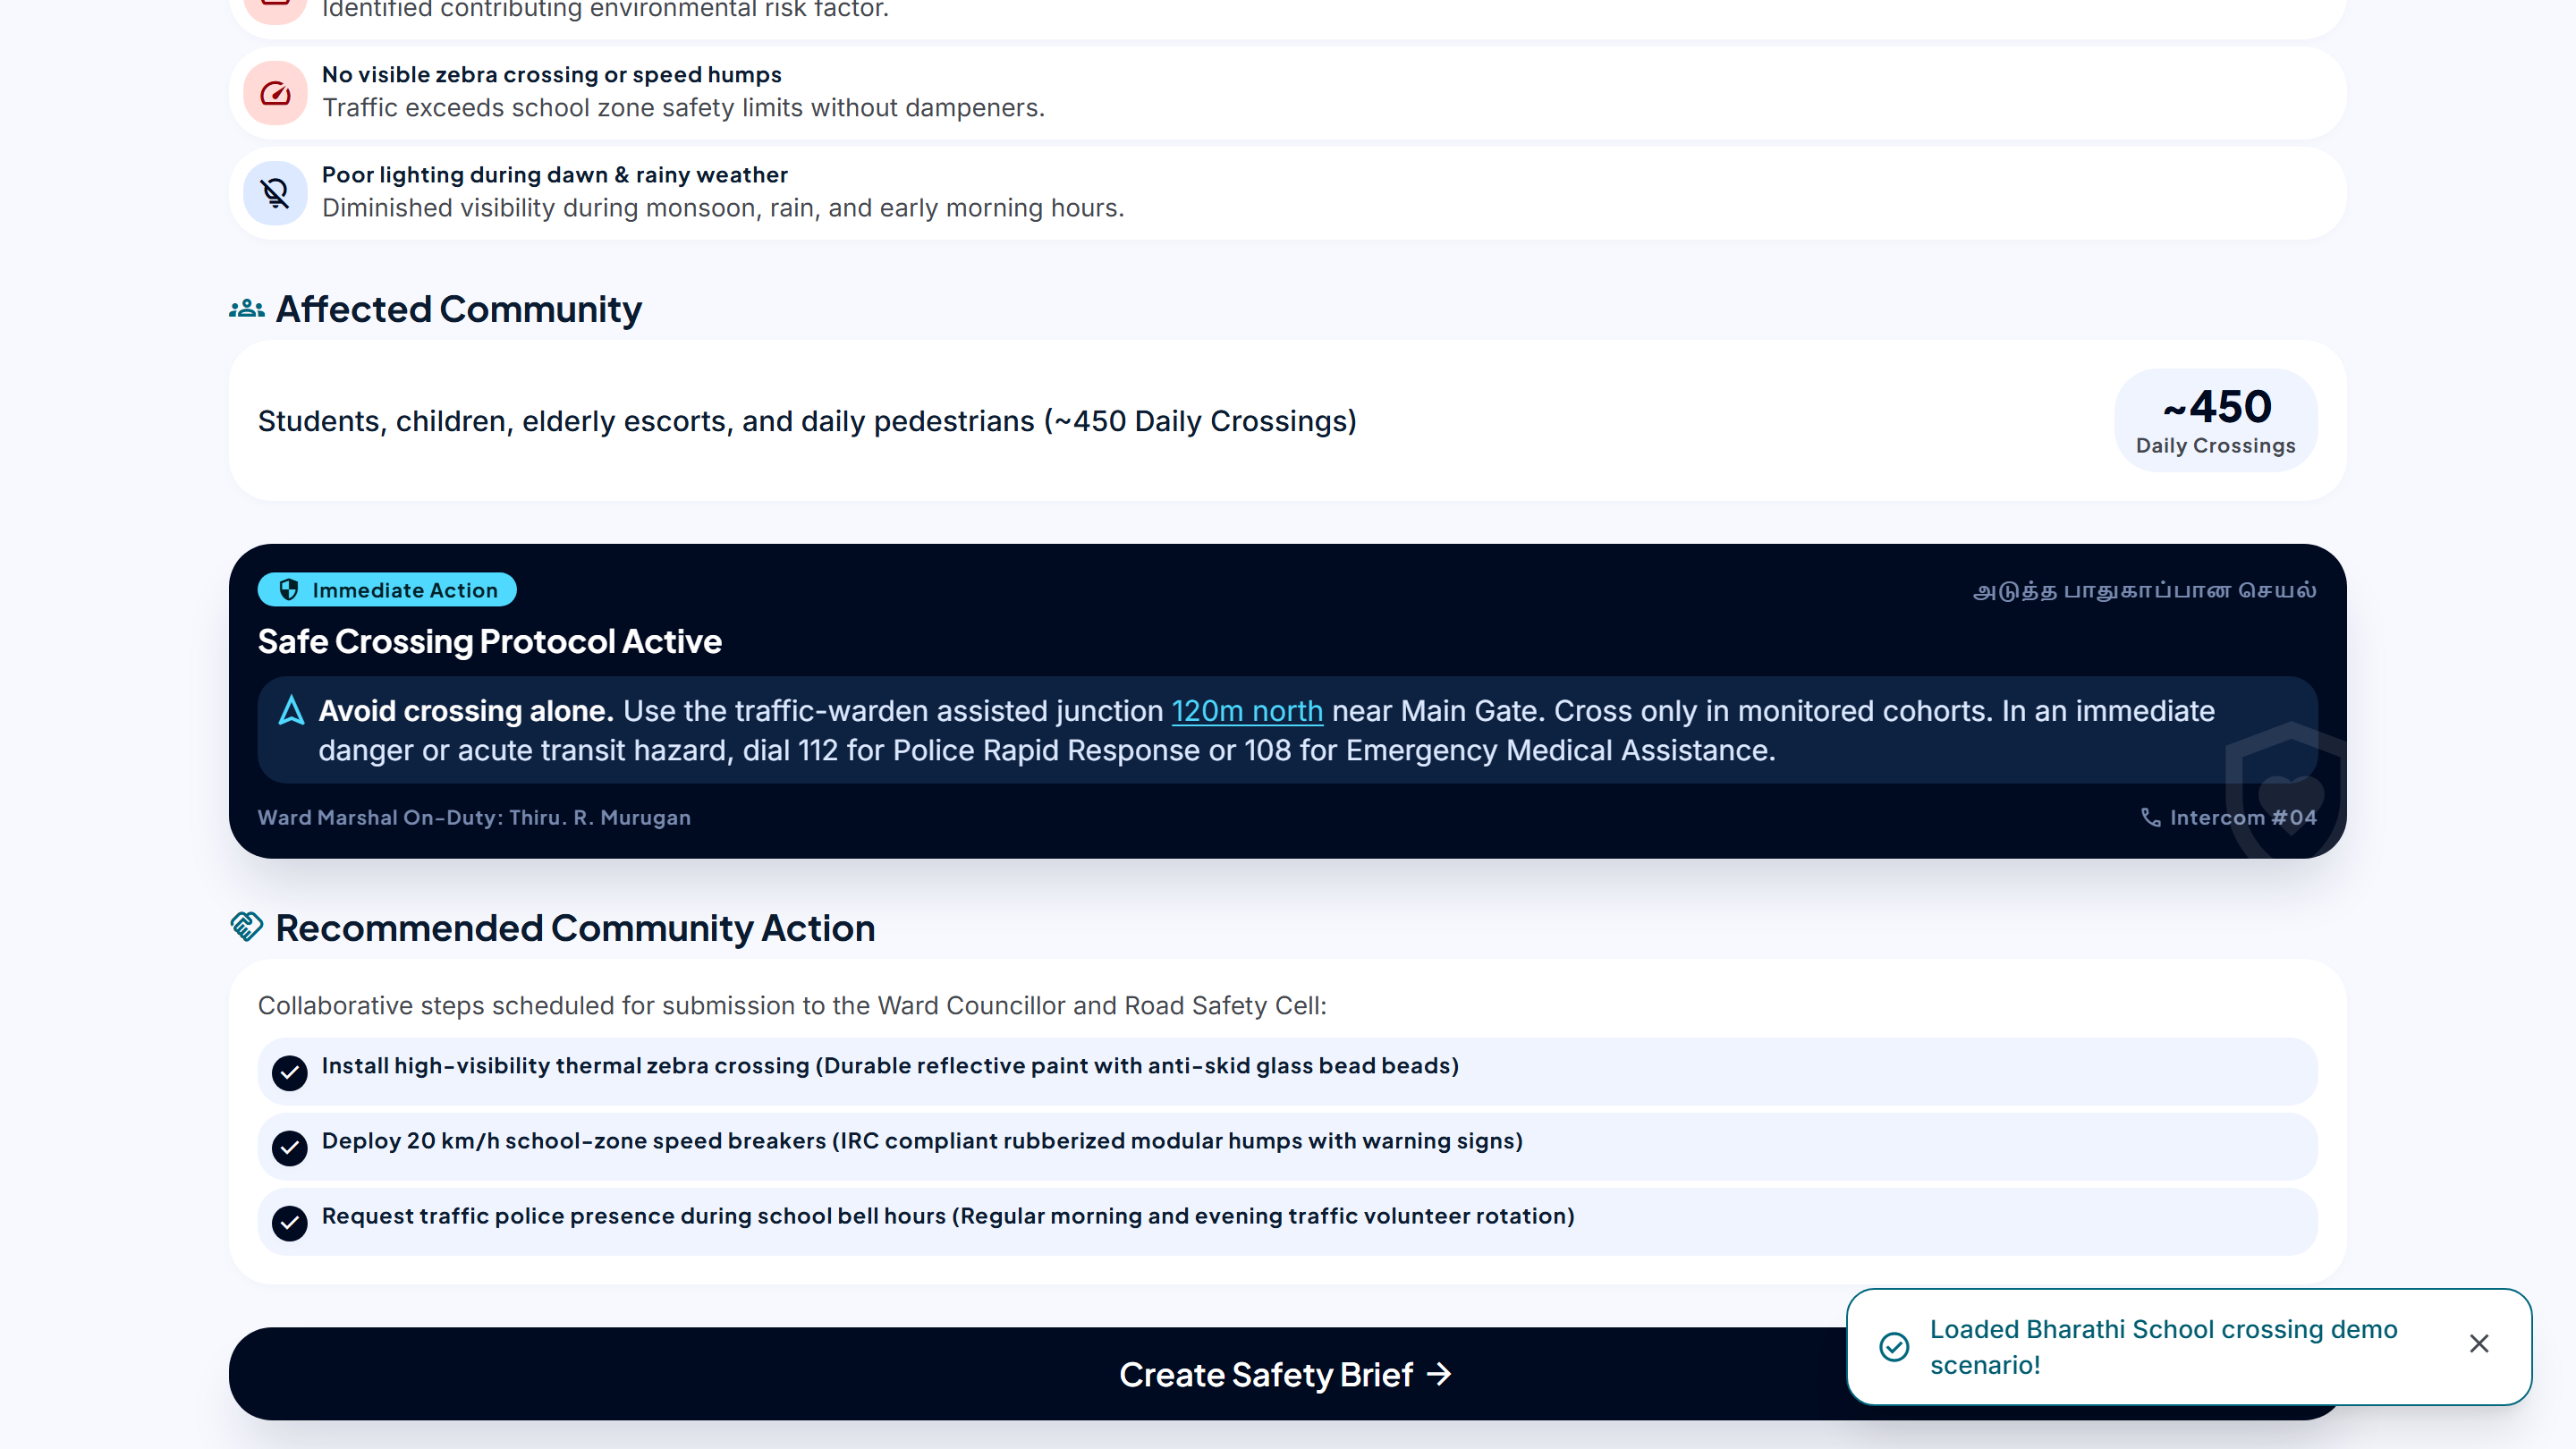 Identified contributing environmental risk factor.
No visible zebra crossing or speed humps
Traffic exceeds school zone safety limits without dampeners.
Poor lighting during dawn & rainy weather
Diminished visibility during monsoon, rain, and early morning hours.
Affected Community
Students, children, elderly escorts, and daily pedestrians (~450 Daily Crossings)
~450
Daily Crossings
Immediate Action
அடுத்த பாதுகாப்பான செயல்
Safe Crossing Protocol Active
Avoid crossing alone. Use the traffic-warden assisted junction 120m north near Main Gate. Cross only in monitored cohorts. In an immediate
danger or acute transit hazard, dial 112 for Police Rapid Response or 108 for Emergency Medical Assistance.
Ward Marshal On-Duty: Thiru. R. Murugan
Intercom #04
Recommended Community Action
Collaborative steps scheduled for submission to the Ward Councillor and Road Safety Cell:
Install high-visibility thermal zebra crossing (Durable reflective paint with anti-skid glass bead beads)
Deploy 20 km/h school-zone speed breakers (IRC compliant rubberized modular humps with warning signs)
Request traffic police presence during school bell hours (Regular morning and evening traffic volunteer rotation)
Create Safety Brief →
Loaded Bharathi School crossing demo
scenario!